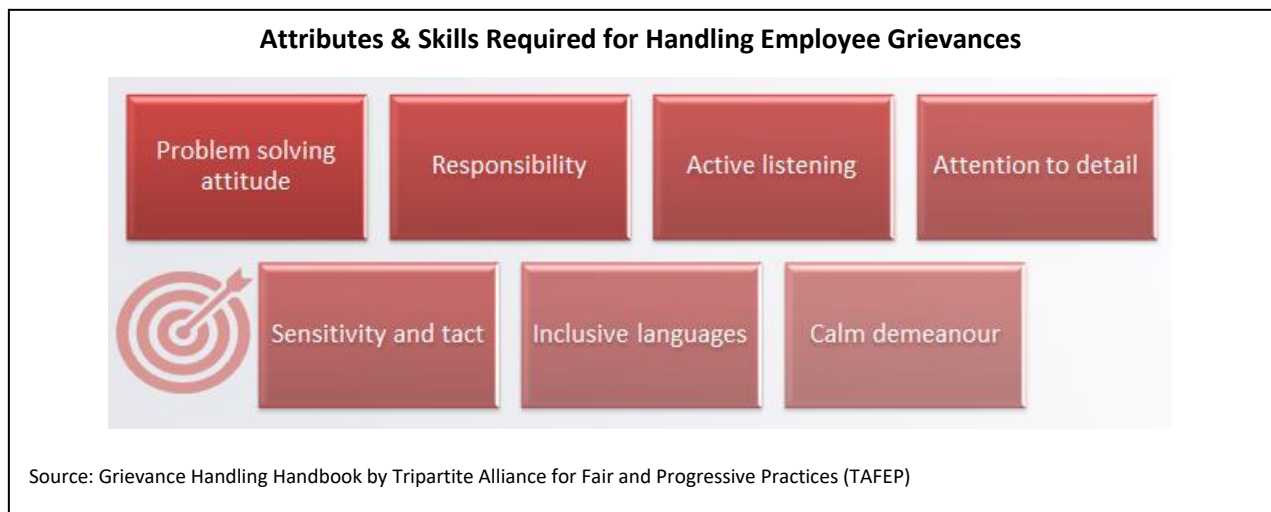 Attributes & Skills Required for Handling Employee Grievances
Problem solving
attitude
Responsibility
Active listening
Attention to detail
Sensitivity and tact
Inclusive languages
Calm demeanour
Source: Grievance Handling Handbook by Tripartite Alliance for Fair and Progressive Practices (TAFEP)